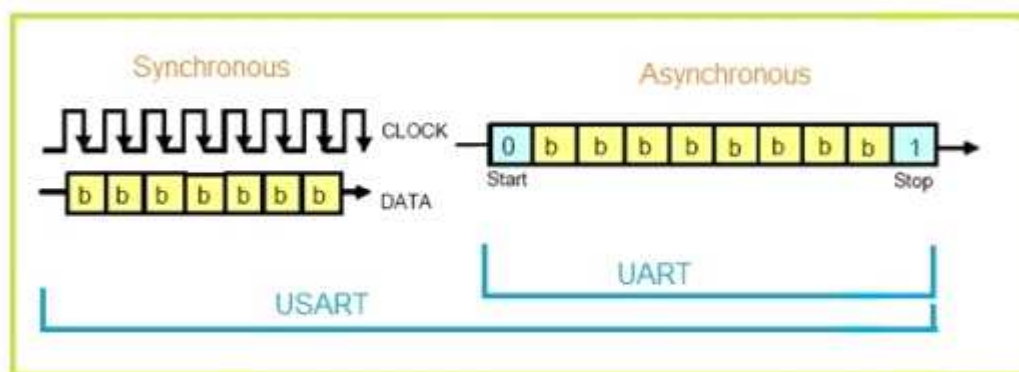 Synchronous
Asynchronous
CLOCK
0 b b b b b b b b 1
Start
Stop
b b b b b b b
DATA
UART
USART